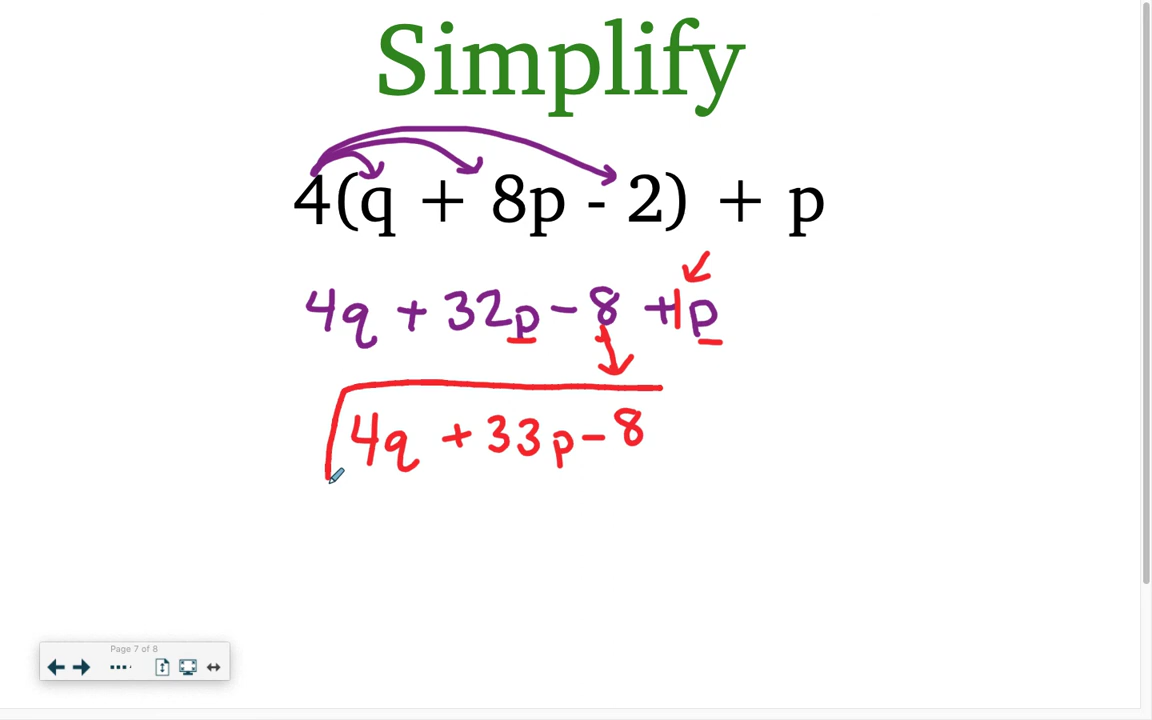 Simplify
4(q + 8p - 2) + p
4q + 32p - 8 + 1p
4q + 33p - 8
Page 7 of 8